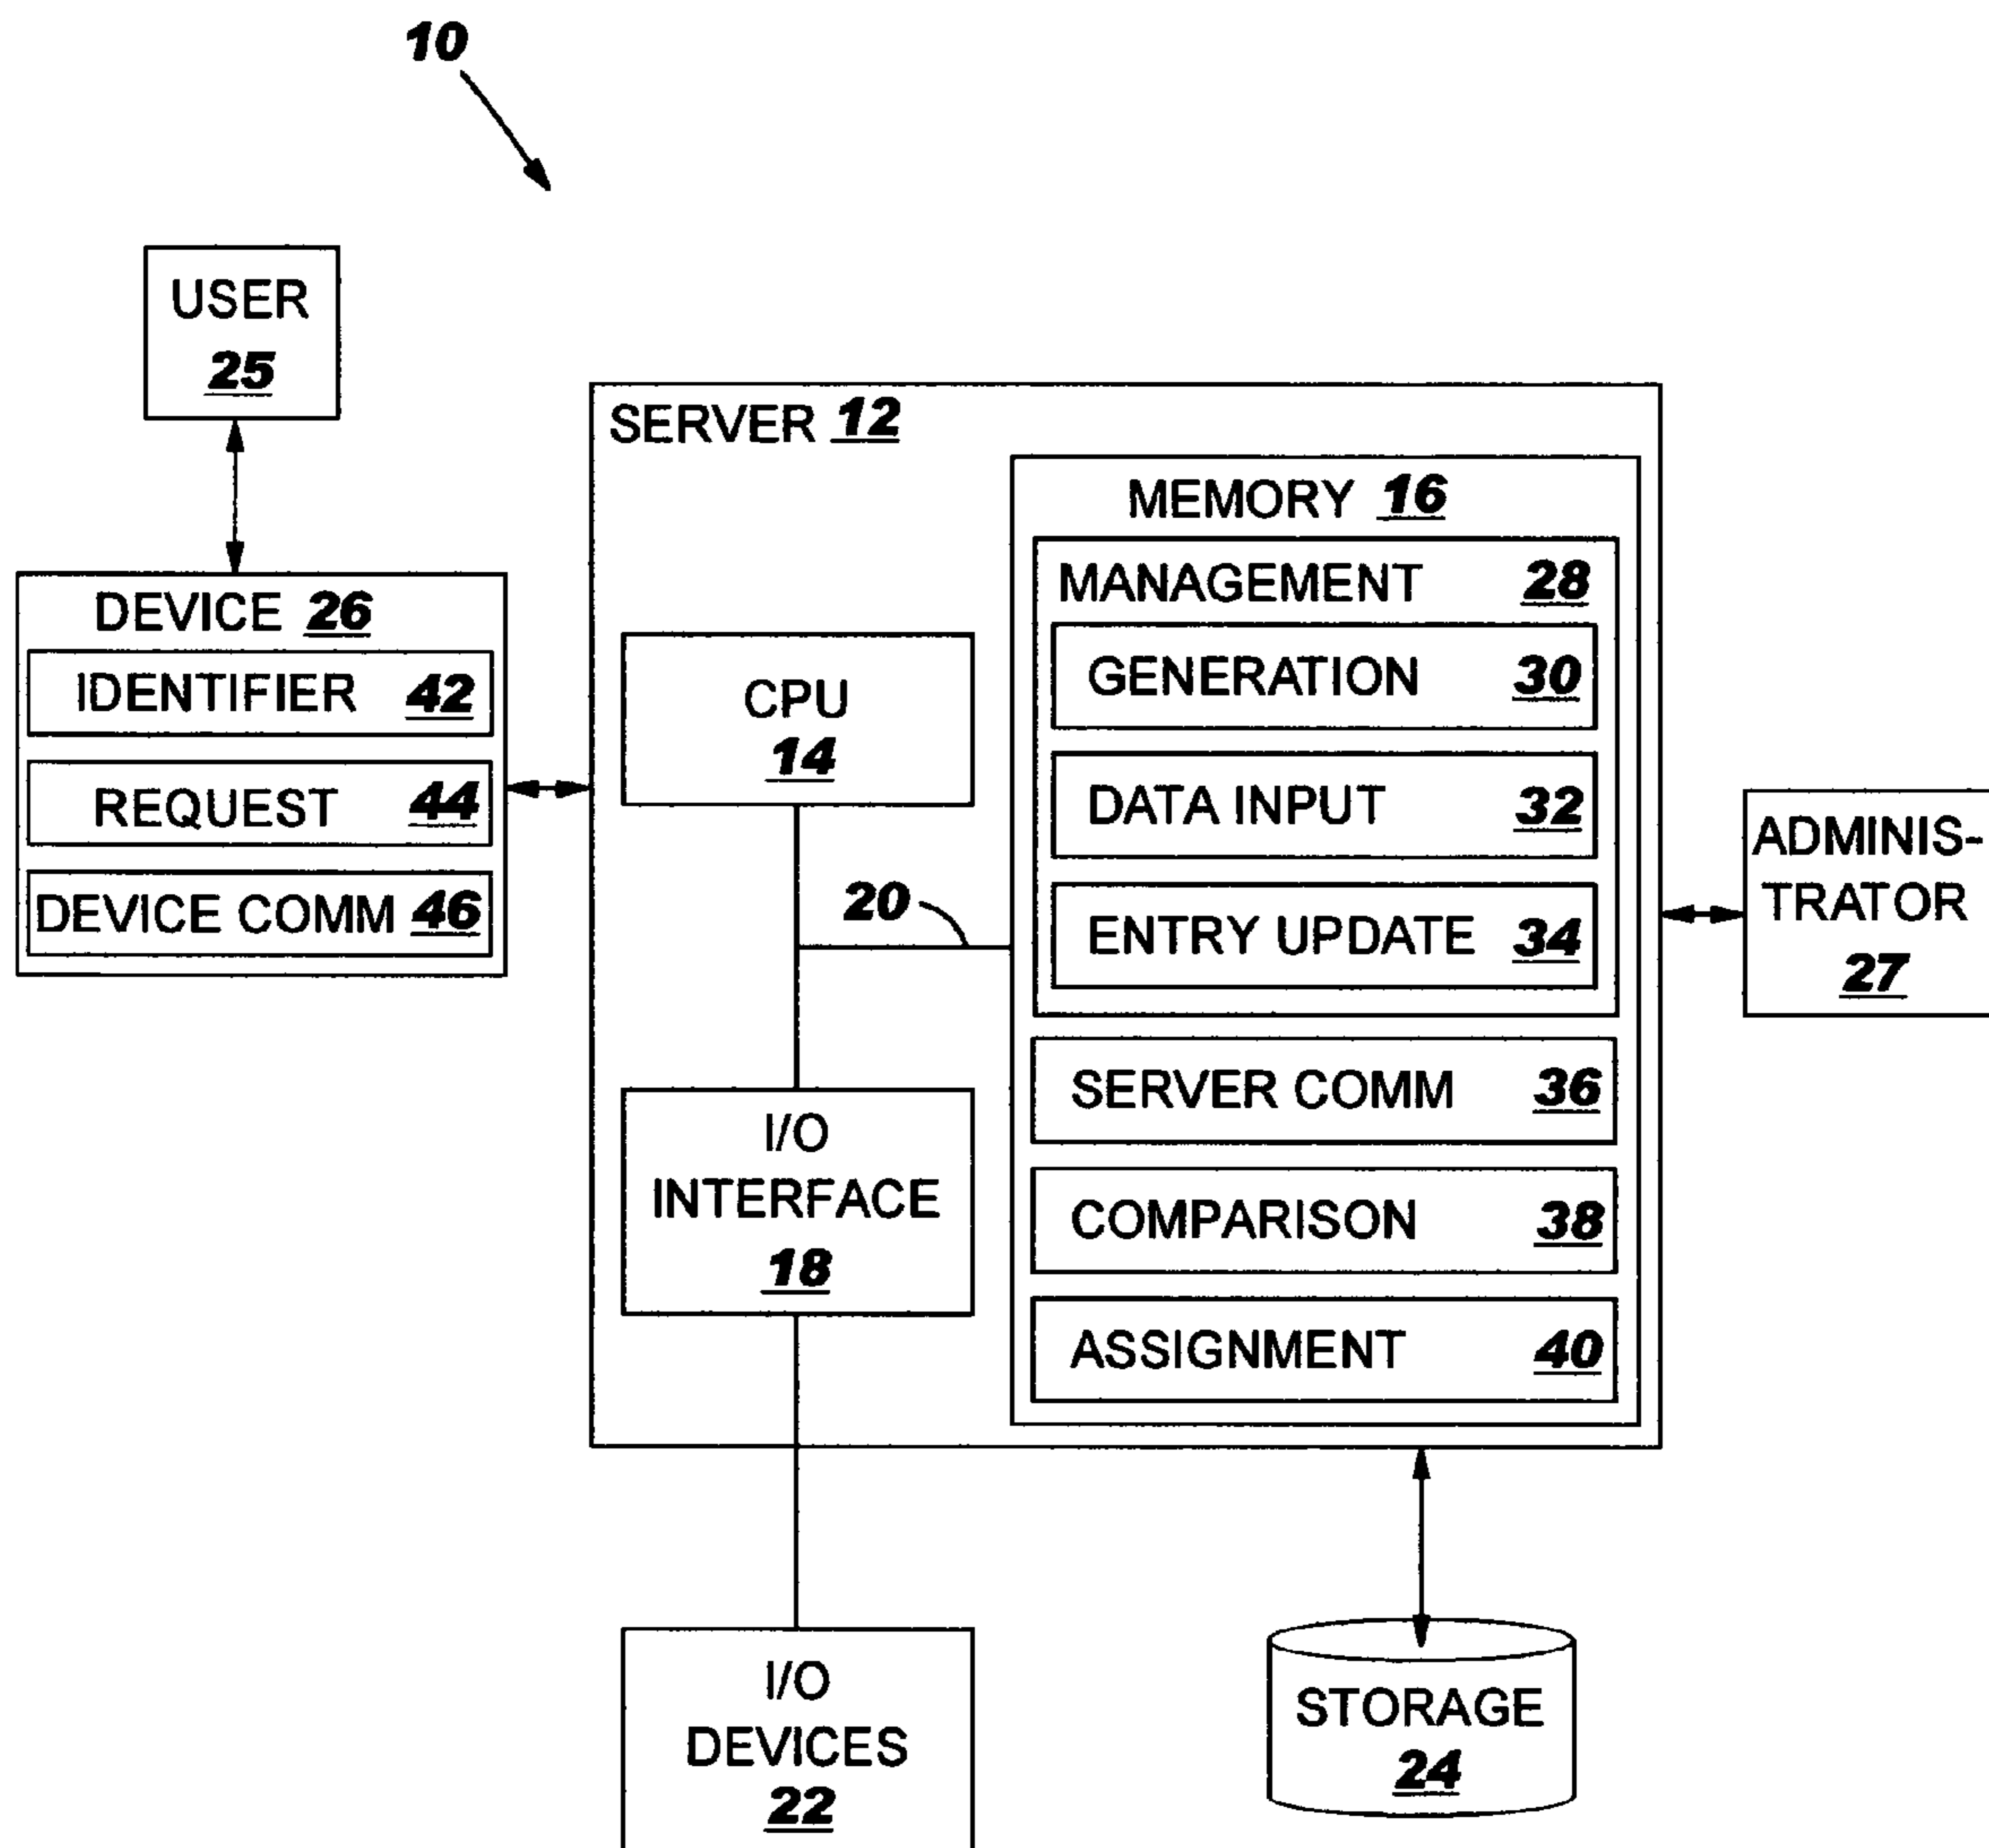 10
USER
25
SERVER 12
MEMORY 16
MANAGEMENT 28
GENERATION 30
DATA INPUT 32
ENTRY UPDATE 34
SERVER COMM 36
COMPARISON 38
ASSIGNMENT 40
DEVICE 26
IDENTIFIER 42
REQUEST 44
DEVICE COMM 46
CPU
14
20
I/O
INTERFACE
18
ADMINIS-
TRATOR
27
I/O
DEVICES
22
STORAGE
24